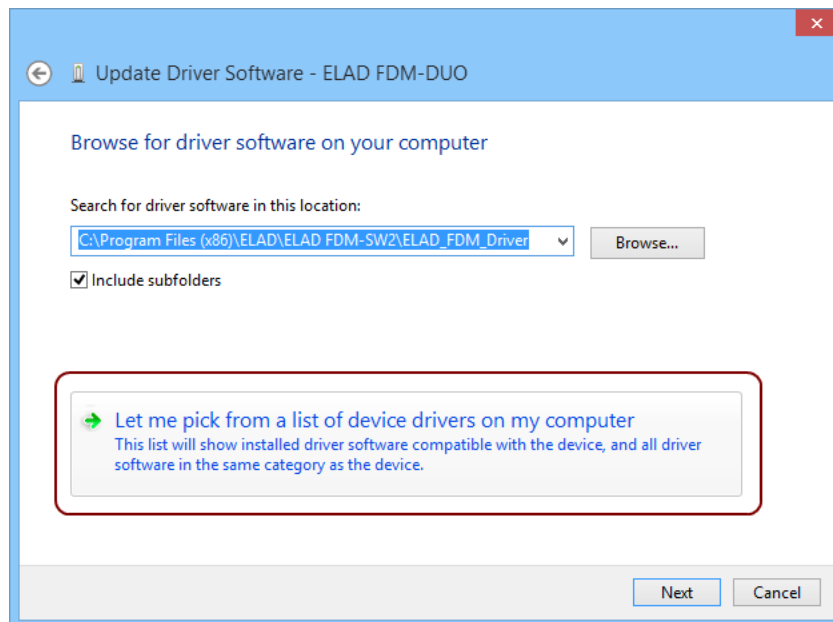 Update Driver Software - ELAD FDM-DUO
Browse for driver software on your computer
Search for driver software in this location:
C:\Program Files (x86)\ELAD\ELAD FDM-SW2\ELAD_FDM_Driver
Browse...
Include subfolders
Let me pick from a list of device drivers on my computer
This list will show installed driver software compatible with the device, and all driver
software in the same category as the device.
Next
Cancel